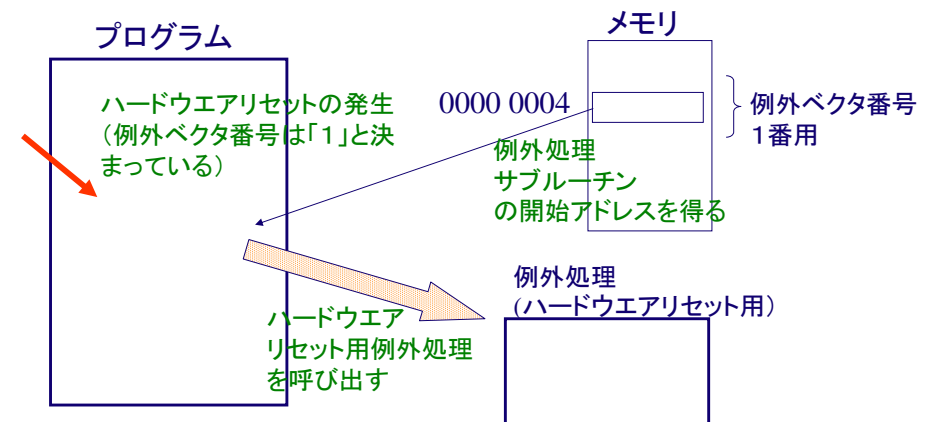 プログラム
ハードウエアリセットの発生
（例外ベクタ番号は「１」と決
まっている）
メモリ
0000 0004
例外ベクタ番号
１番用
例外処理
サブルーチン
の開始アドレスを得る
ハードウエア
リセット用例外処理
を呼び出す
例外処理
(ハードウエアリセット用）